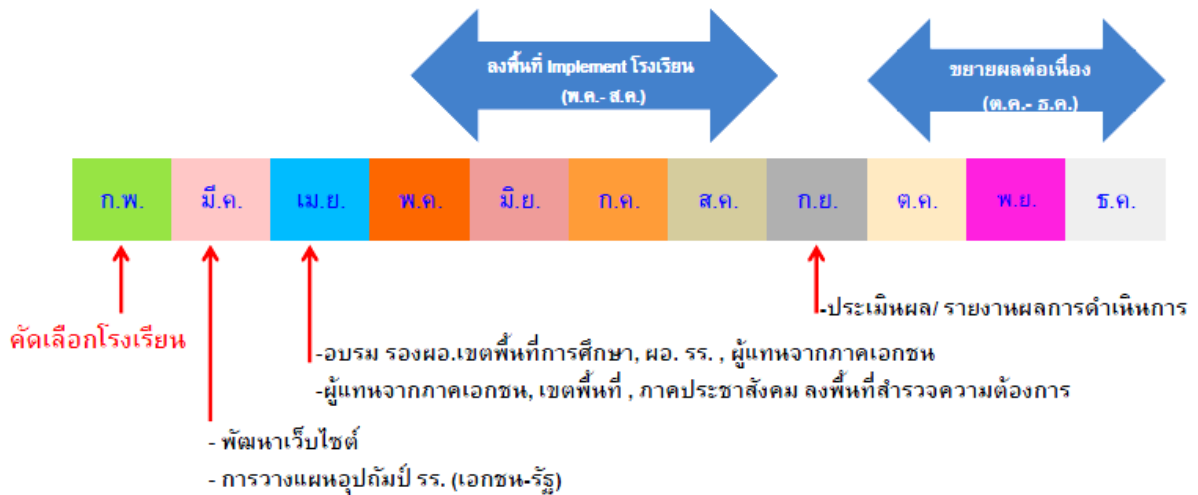 ลงพื้นที่ Implement โรงเรียน
(พ.ค.- ส.ค.)
ขยายผลต่อเนื่อง
(ต.ค.- ธ.ค.)
ก.พ. มี.ค. เม.ย. พ.ค. มิ.ย. ก.ค. ส.ค. ก.ย. ต.ค. พ.ย. ธ.ค.
คัดเลือกโรงเรียน
-ประเมินผล/ รายงานผลการดำเนินการ
-อบรม รองผอ.เขตพื้นที่การศึกษา, ผอ. รร. , ผู้แทนจากภาคเอกชน
-ผู้แทนจากภาคเอกชน, เขตพื้นที่ , ภาคประชาสังคม ลงพื้นที่สำรวจความต้องการ
- พัฒหาเว็บไซต์
- การวางแผนอุปถัมป์ รร. (เอกชน-รัฐ)